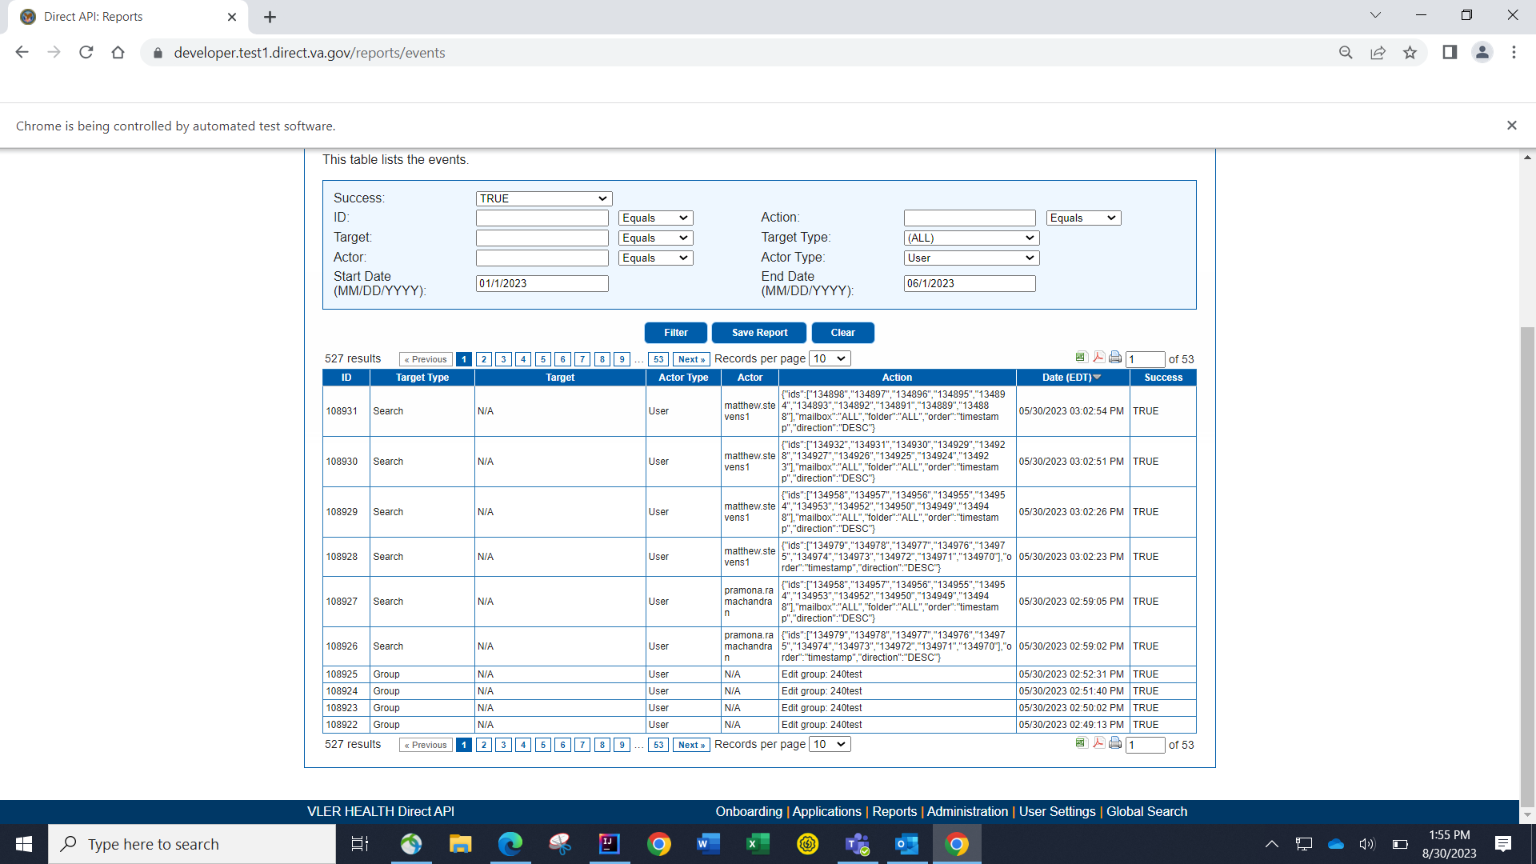 Direct API: Reports
developer.test1.direct.va.gov/reports/events
Chrome is being controlled by automated test software.
This table lists the events.
Success: TRUE
ID: Equals Action: Equals
Target: Equals Target Type: (ALL)
Actor: Equals Actor Type: User
Start Date (MM/DD/YYYY): 01/1/2023 End Date (MM/DD/YYYY): 06/1/2023
Filter Save Report Clear
527 results « Previous 1 2 3 4 5 6 7 8 9 ... 53 Next » Records per page 10 1 of 53
ID Target Type Target Actor Type Actor Action Date (EDT) Success
108931 Search N/A User matthew.stevens1 {"ids":["134898","134897","134896","134895","134894","134893","134892","134891","134889","134888"],"mailbox":"ALL","folder":"ALL","order":"timestamp","direction":"DESC"} 05/30/2023 03:02:54 PM TRUE
108930 Search N/A User matthew.stevens1 {"ids":["134932","134931","134930","134929","134928","134927","134926","134925","134924","134923"],"mailbox":"ALL","folder":"ALL","order":"timestamp","direction":"DESC"} 05/30/2023 03:02:51 PM TRUE
108929 Search N/A User matthew.stevens1 {"ids":["134958","134957","134956","134955","134954","134953","134952","134950","134949","134948"],"mailbox":"ALL","folder":"ALL","order":"timestamp","direction":"DESC"} 05/30/2023 03:02:26 PM TRUE
108928 Search N/A User matthew.stevens1 {"ids":["134979","134978","134977","134976","134975","134974","134973","134972","134971","134970"],"order":"timestamp","direction":"DESC"} 05/30/2023 03:02:23 PM TRUE
108927 Search N/A User pramona.ramachandran {"ids":["134958","134957","134956","134955","134954","134953","134952","134950","134949","134948"],"mailbox":"ALL","folder":"ALL","order":"timestamp","direction":"DESC"} 05/30/2023 02:59:05 PM TRUE
108926 Search N/A User pramona.ramachandran {"ids":["134979","134978","134977","134976","134975","134974","134973","134972","134971","134970"],"order":"timestamp","direction":"DESC"} 05/30/2023 02:59:02 PM TRUE
108925 Group N/A User N/A Edit group: 240test 05/30/2023 02:52:31 PM TRUE
108924 Group N/A User N/A Edit group: 240test 05/30/2023 02:51:40 PM TRUE
108923 Group N/A User N/A Edit group: 240test 05/30/2023 02:50:02 PM TRUE
108922 Group N/A User N/A Edit group: 240test 05/30/2023 02:49:13 PM TRUE
527 results « Previous 1 2 3 4 5 6 7 8 9 ... 53 Next » Records per page 10 1 of 53
VLER HEALTH Direct API Onboarding | Applications | Reports | Administration | User Settings | Global Search
Type here to search
1:55 PM
8/30/2023